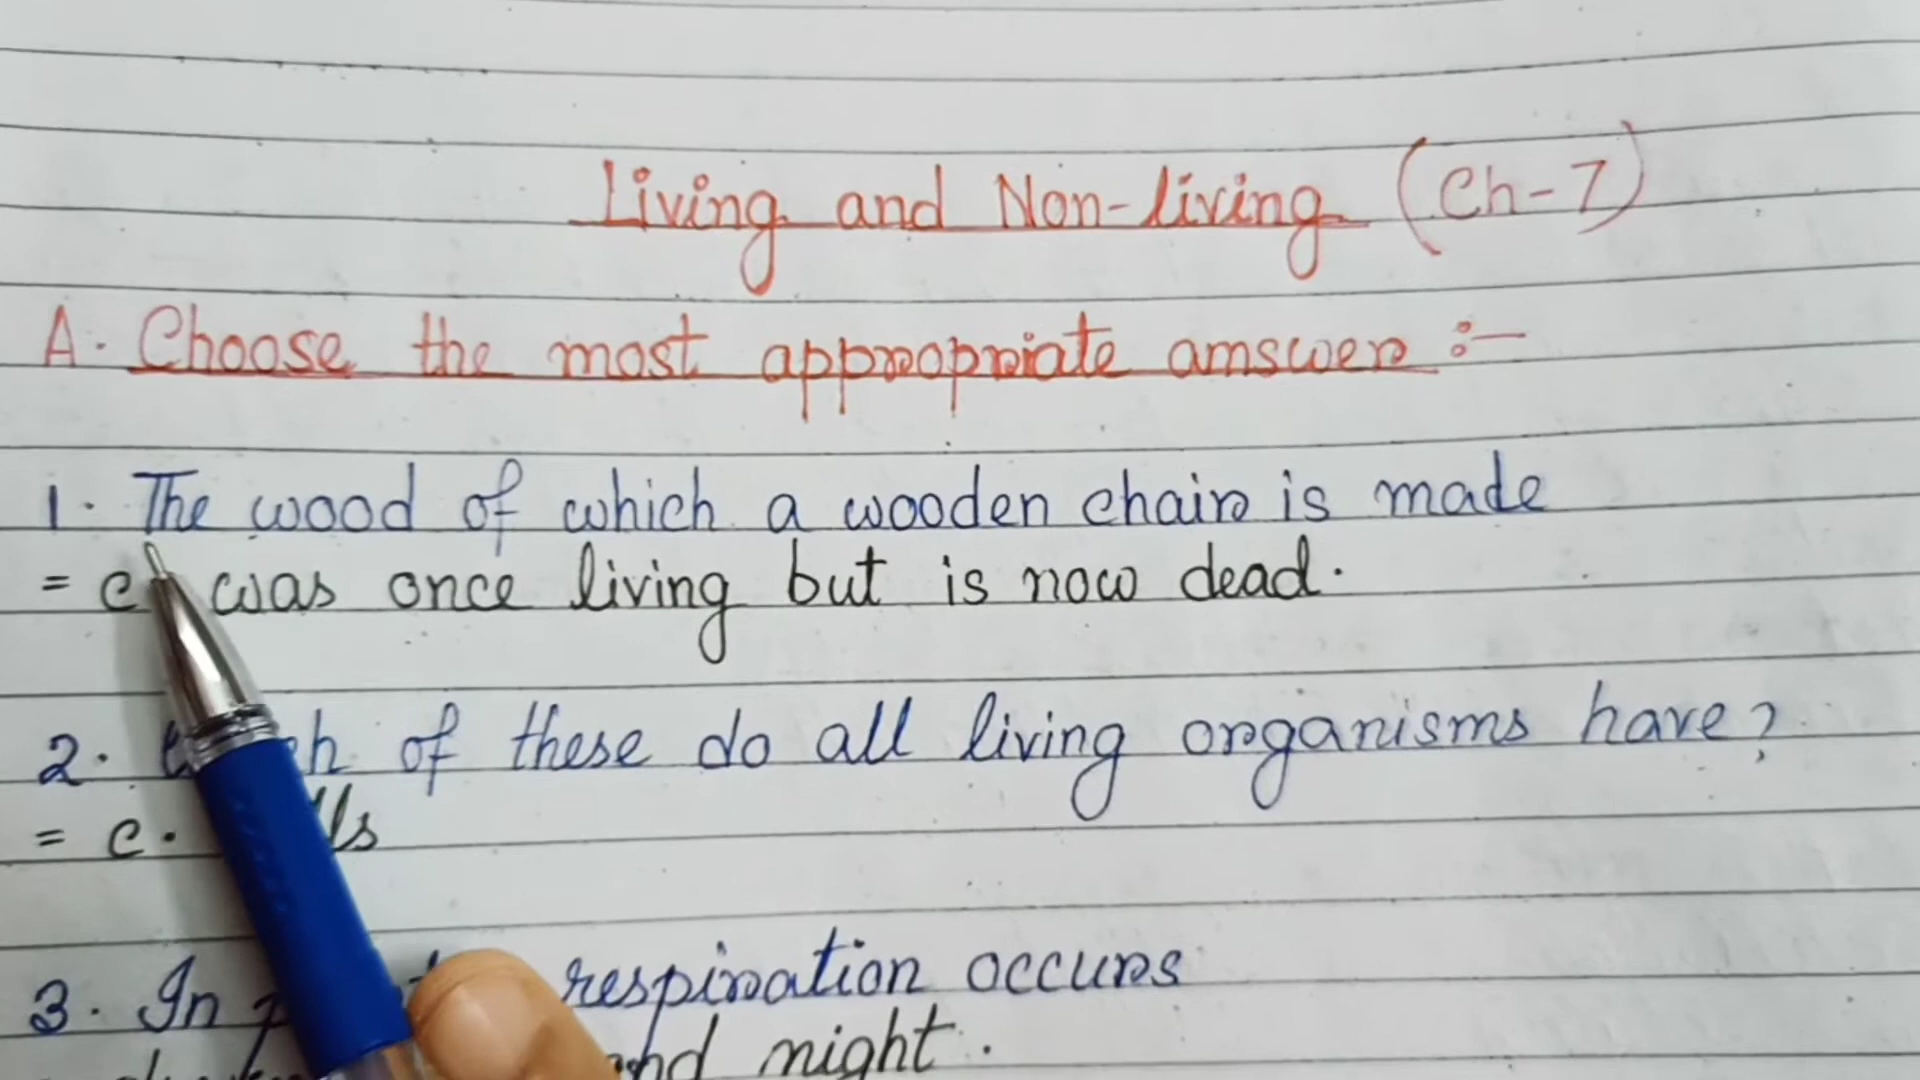 Living and Non-living (Ch-7)
A. Choose the most appropriate answer :-
1. The wood of which a wooden chair is made
= c was once living but is now dead.
2. of these do all living organisms have?
= c.
3. In respiration occurs
and night.